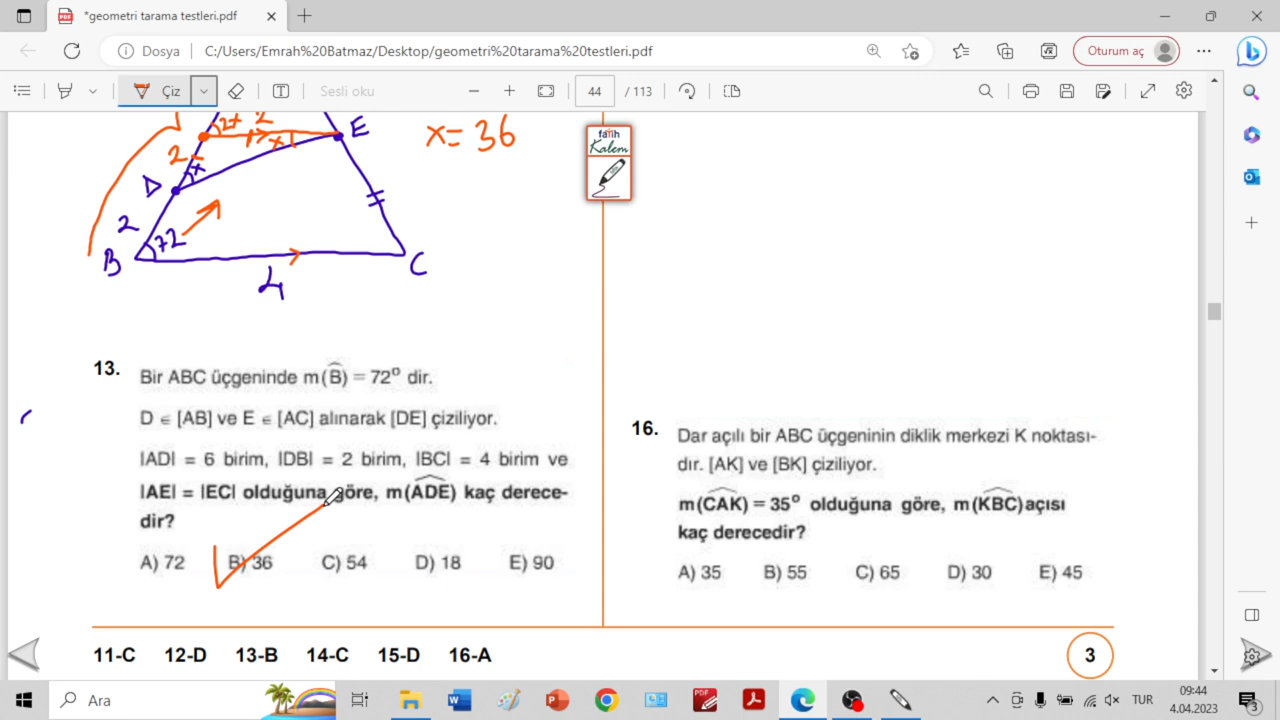 *geometri tarama testleri.pdf
Dosya
C:/Users/Emrah%20Batmaz/Desktop/geometri%20tarama%20testleri.pdf
Oturum aç
Çiz
Sesli oku
44
/ 113
2x
2
E
x = 36
fatih
Kalem
2
x
x
D
2
72
B
C
4
13.
Bir ABC üçgeninde m(B) = 72° dir.
D ∈ [AB] ve E ∈ [AC] alınarak [DE] çiziliyor.
|AD| = 6 birim, |DB| = 2 birim, |BC| = 4 birim ve
|AE| = |EC| olduğuna göre, m(ADE) kaç derece-
dir?
A) 72 B) 36 C) 54 D) 18 E) 90
16.
Dar açılı bir ABC üçgeninin diklik merkezi K noktası-
dır. [AK] ve [BK] çiziliyor.
m(CAK) = 35° olduğuna göre, m(KBC) açısı
kaç derecedir?
A) 35 B) 55 C) 65 D) 30 E) 45
11-C 12-D 13-B 14-C 15-D 16-A
3
Ara
TUR
09:44
4.04.2023